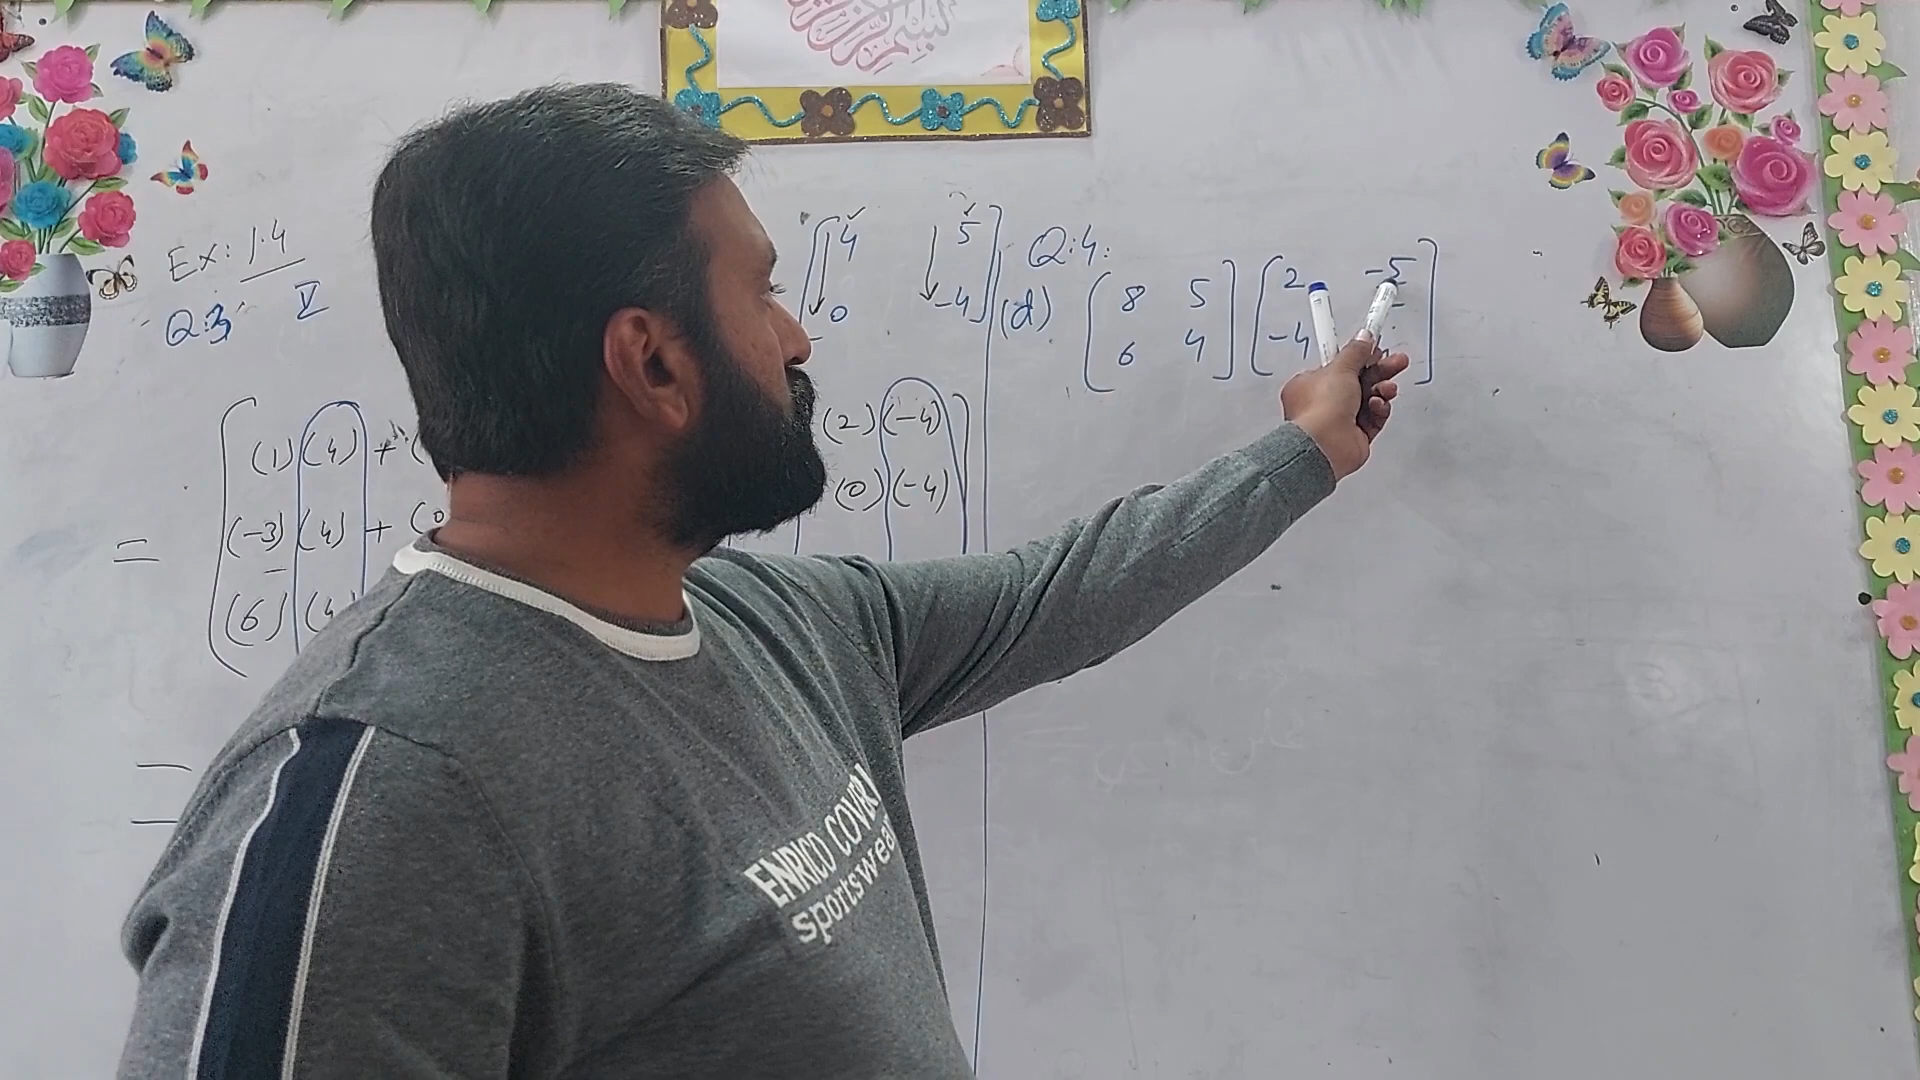 Ex: 1.4
Q:3 V
4 5
0 -4
(1) (4) + (
(2) (-4)
(-3) (4) + (0
(0) (-4)
(6) (4)
=
=
Q:4:
(d) [ 8 5 ] [ 2 -5
6 4 -4
ENRICO COVERI
sportswear